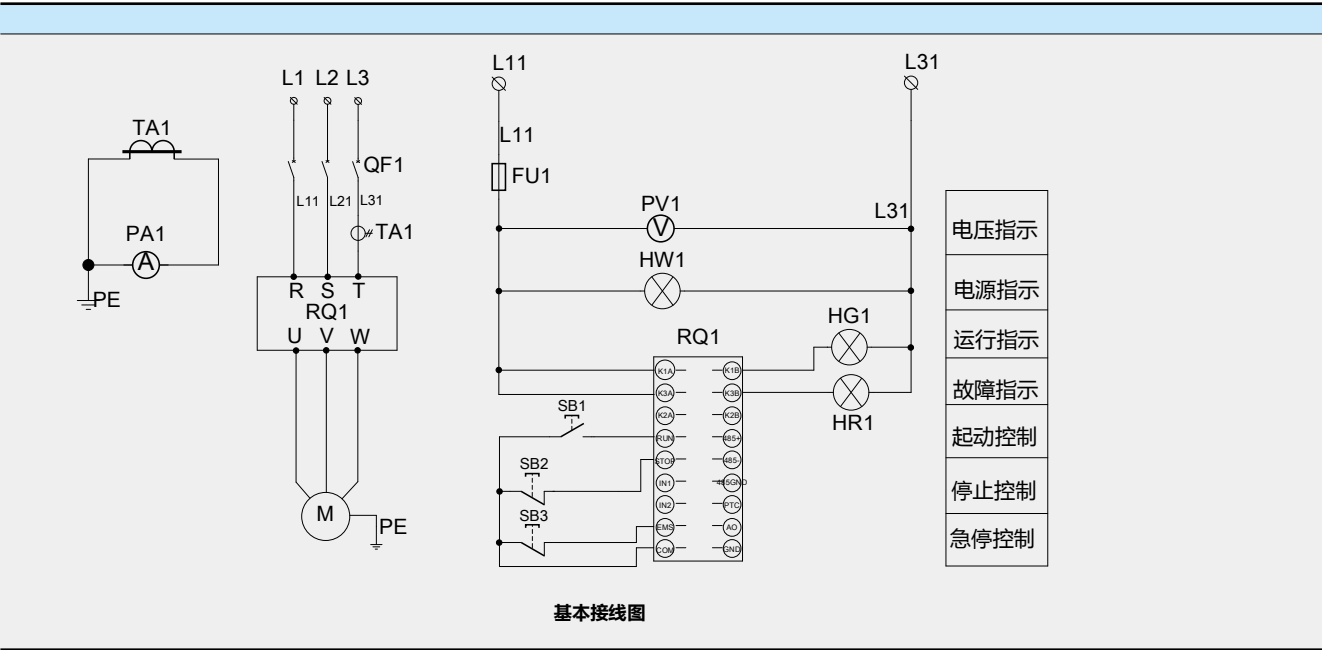 TA1
PA1
A
PE
L1 L2 L3
QF1
L11 L21 L31
TA1
R S T
RQ1
U V W
M
PE
L11
L31
L11
FU1
PV1
V
L31
HW1
HG1
RQ1
K1A K1B
K3A K3B
HR1
K2A K2B
SB1
RUN 485+
SB2
STOP 485-
IN1 485GND
IN2 PTC
SB3
EMS AO
COM GND
电压指示
电源指示
运行指示
故障指示
起动控制
停止控制
急停控制
基本接线图